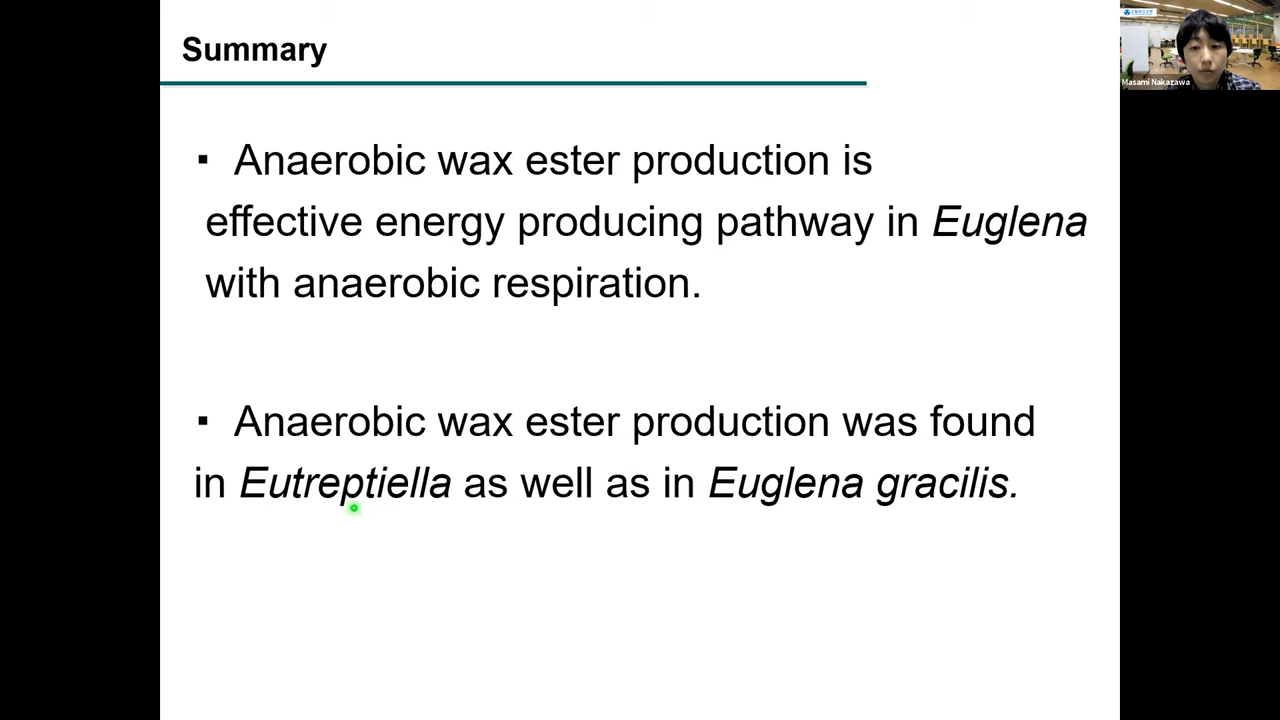 Summary
▪ Anaerobic wax ester production is
effective energy producing pathway in Euglena
with anaerobic respiration.
▪ Anaerobic wax ester production was found
in Eutreptiella as well as in Euglena gracilis.
Masami Nakazawa